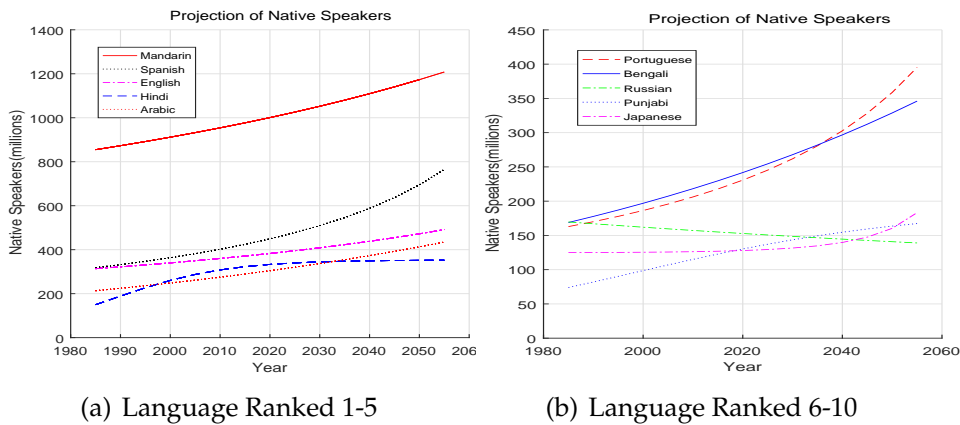 Projection of Native Speakers
1400
1200
1000
800
600
400
200
0
Native Speakers(millions)
Mandarin
Spanish
English
Hindi
Arabic
1980 1990 2000 2010 2020 2030 2040 2050 206
Year
(a) Language Ranked 1-5
Projection of Native Speakers
450
400
350
300
250
200
150
100
50
0
Native Speakers(millions)
Portuguese
Bengali
Russian
Punjabi
Japanese
1980 2000 2020 2040 2060
Year
(b) Language Ranked 6-10